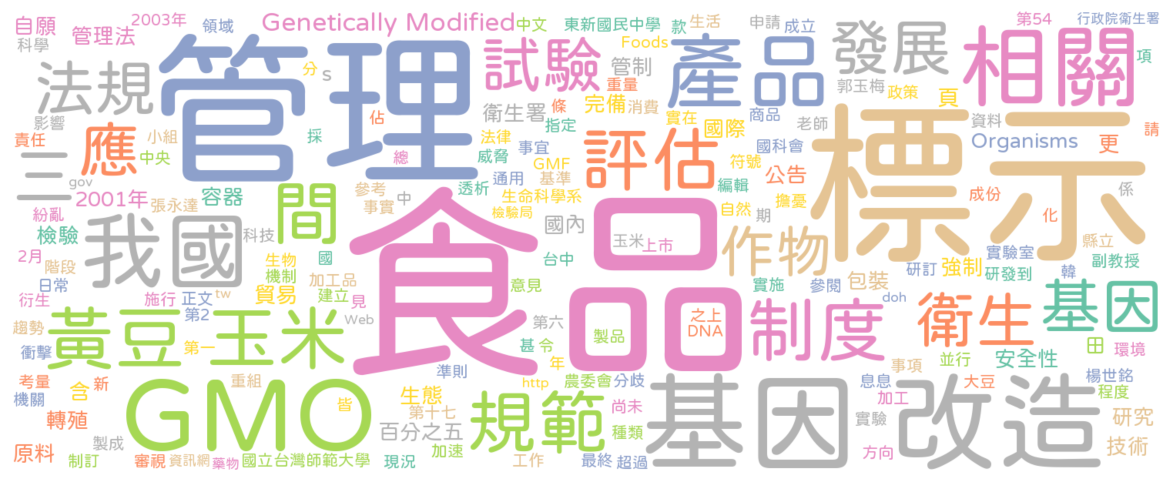 自願 2003年 領域 Genetically Modified 中文 東新國民中學 款 生活 申請 成立 第54 行政院衛生署
科學 管理法 分 s Foods 管制 重量 發展 項
法規 管理 試驗 產品 相關
影響 佔 衛生署 完備 消費 條 指定 實在 國際 商品 郭玉梅 政策 頁 老師 資料
責任 應 小組 採 法律 事宜 Organisms 更 請
三 中央 總 威脅 GMF 評估 符號 國科會 標示
gov 2001年 容器 參考 中 透析 通用 基準 編輯 公告 成份 係
紛亂 張永達 間 事實 生命科學系 檢驗局 自然 期 擔憂 化
檢驗 我國 科技 國 國內 玉米 上市 作物 縣立
2月 階段 生物 機制 加工品 台中 食品 研訂 強制 實驗室 研發到 韓 副教授
日常 tw 貿易 建立 見 意見 實施 參閱 包裝 基因
衍生 施行 正文 第2 Web 第六 之上 doh 衛生
趨勢 黃豆 玉米 第一 製品 DNA 制度 田 環境
衝擊 甚 令 準則 年 並行 安全性
考量 新 含 重組 http 農委會 分歧 事項 息息 大豆 楊世銘
機關 GMO 皆 生態 規範 尚未 基因 改造 加工 程度
轉殖 第十七 種類 實驗 研究
原料 製成 百分之五 加速 技術
制訂 審視 資訊網 藥物 國立台灣師範大學 現況 工作 最終 超過 方向